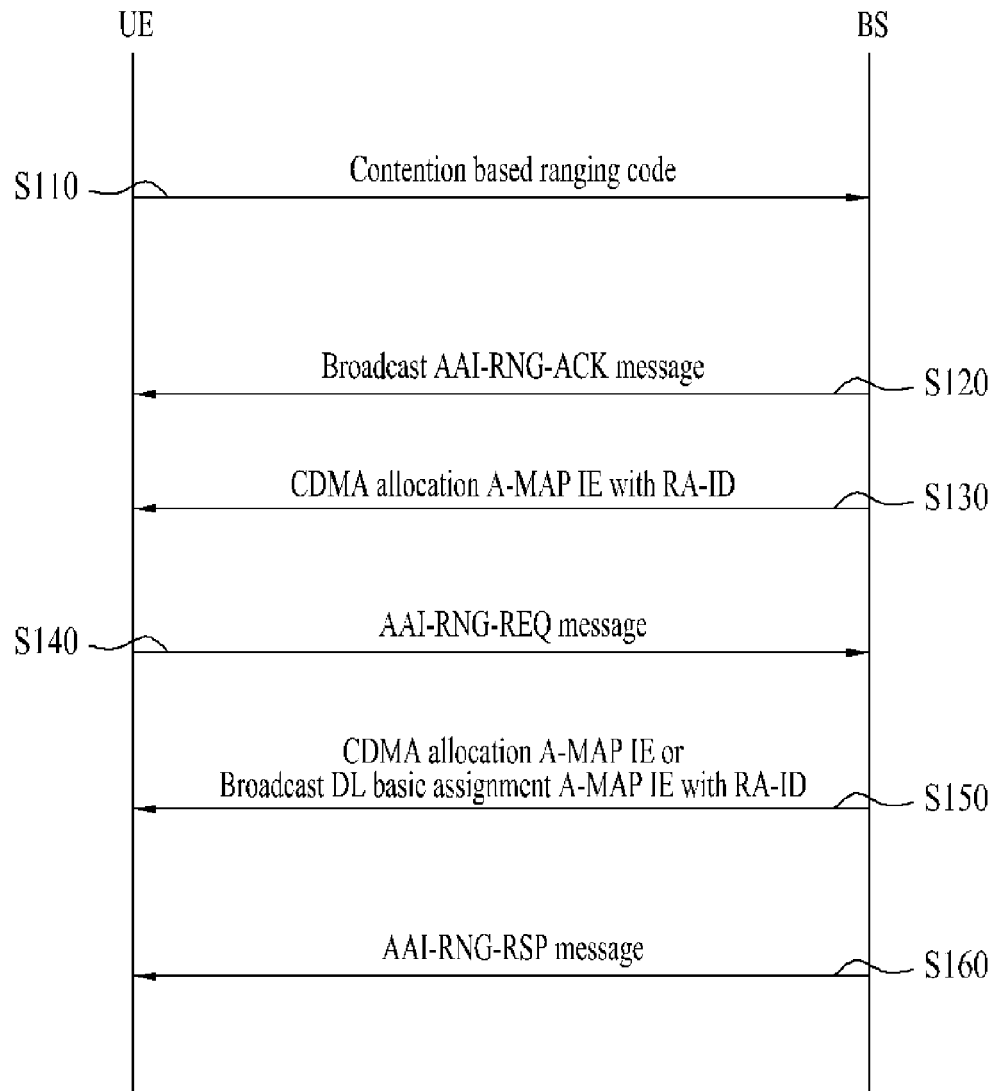 UE
BS
S110
Contention based ranging code
Broadcast AAI-RNG-ACK message
S120
CDMA allocation A-MAP IE with RA-ID
S130
S140
AAI-RNG-REQ message
CDMA allocation A-MAP IE or
Broadcast DL basic assignment A-MAP IE with RA-ID
S150
AAI-RNG-RSP message
S160